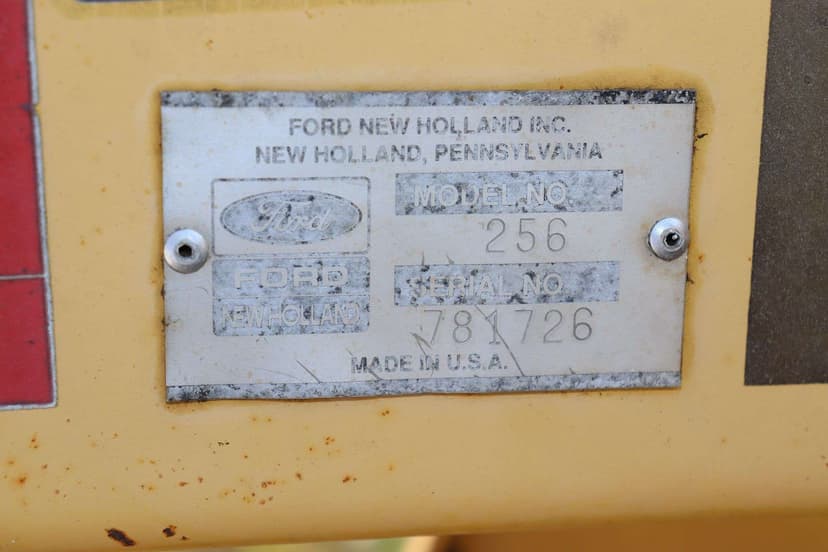 FORD NEW HOLLAND INC.
NEW HOLLAND, PENNSYLVANIA
Ford
FORD
NEW HOLLAND
MODEL NO.
256
SERIAL NO.
781726
MADE IN U.S.A.